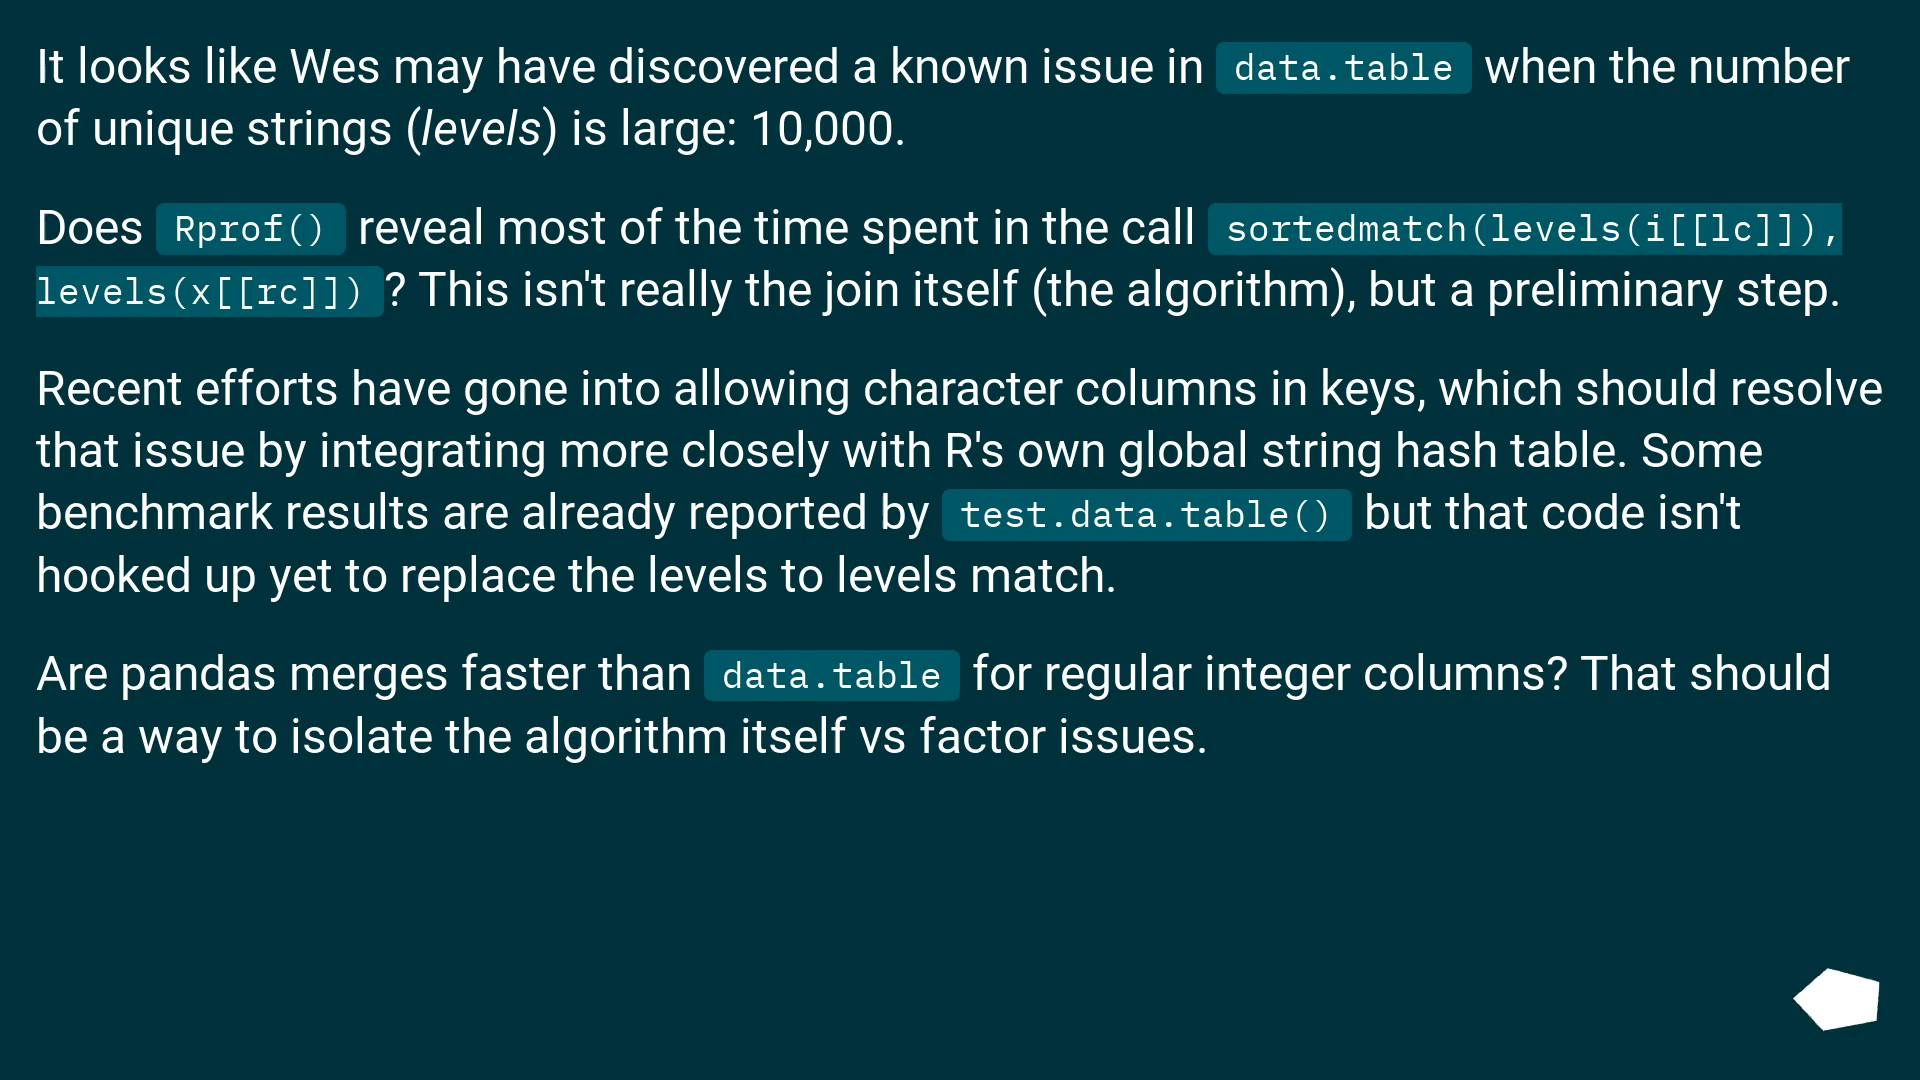 It looks like Wes may have discovered a known issue in data.table when the number
of unique strings (levels) is large: 10,000.
Does Rprof() reveal most of the time spent in the call sortedmatch(levels(i[[lc]]),
levels(x[[rc]])? This isn't really the join itself (the algorithm), but a preliminary step.
Recent efforts have gone into allowing character columns in keys, which should resolve
that issue by integrating more closely with R's own global string hash table. Some
benchmark results are already reported by test.data.table() but that code isn't
hooked up yet to replace the levels to levels match.
Are pandas merges faster than data.table for regular integer columns? That should
be a way to isolate the algorithm itself vs factor issues.